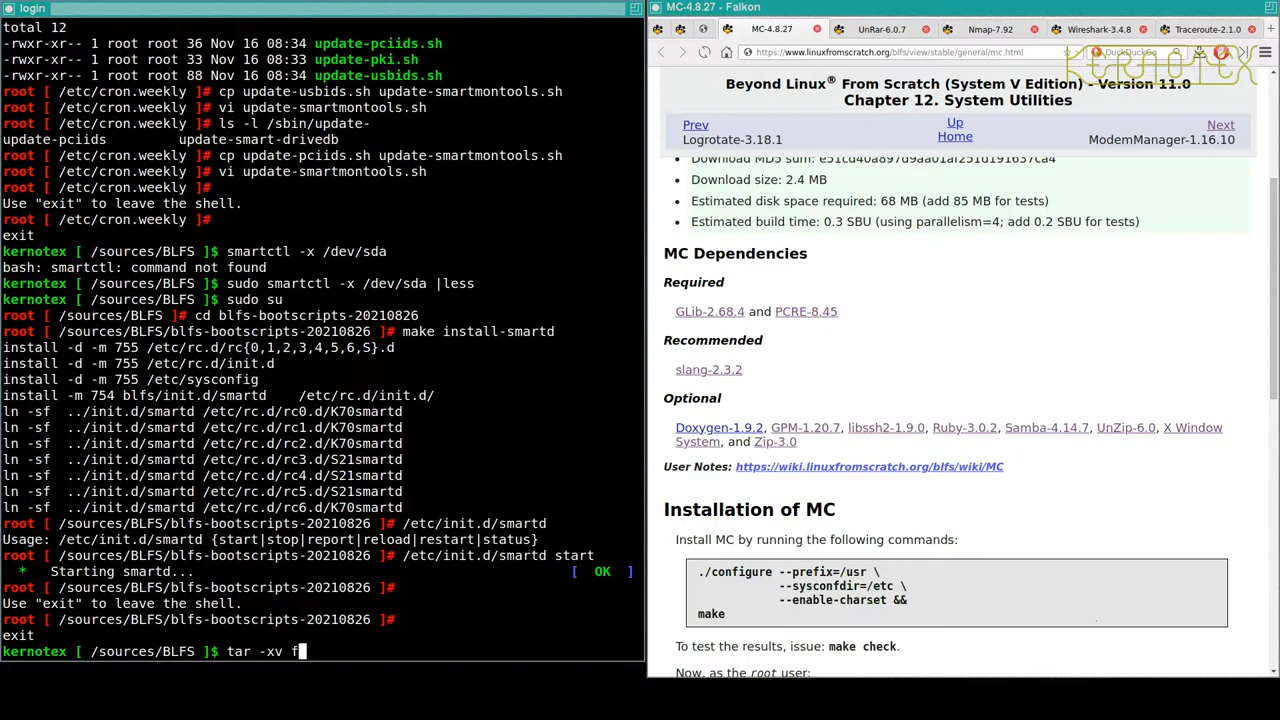 login
total 12
-rwxr-xr-- 1 root root 36 Nov 16 08:34 update-pciids.sh
-rwxr-xr-- 1 root root 33 Nov 16 08:33 update-pki.sh
-rwxr-xr-- 1 root root 88 Nov 16 08:34 update-usbids.sh
root [ /etc/cron.weekly ]# cp update-usbids.sh update-smartmontools.sh
root [ /etc/cron.weekly ]# vi update-smartmontools.sh
root [ /etc/cron.weekly ]# ls -l /sbin/update-
update-pciids       update-smart-drivedb
root [ /etc/cron.weekly ]# cp update-pciids.sh update-smartmontools.sh
root [ /etc/cron.weekly ]# vi update-smartmontools.sh
root [ /etc/cron.weekly ]#
Use "exit" to leave the shell.
root [ /etc/cron.weekly ]#
exit
kernotex [ /sources/BLFS ]$ smartctl -x /dev/sda
bash: smartctl: command not found
kernotex [ /sources/BLFS ]$ sudo smartctl -x /dev/sda |less
kernotex [ /sources/BLFS ]$ sudo su
root [ /sources/BLFS ]# cd blfs-bootscripts-20210826
root [ /sources/BLFS/blfs-bootscripts-20210826 ]# make install-smartd
install -d -m 755 /etc/rc.d/rc{0,1,2,3,4,5,6,S}.d
install -d -m 755 /etc/rc.d/init.d
install -d -m 755 /etc/sysconfig
install -m 754 blfs/init.d/smartd    /etc/rc.d/init.d/
ln -sf  ../init.d/smartd /etc/rc.d/rc0.d/K70smartd
ln -sf  ../init.d/smartd /etc/rc.d/rc1.d/K70smartd
ln -sf  ../init.d/smartd /etc/rc.d/rc2.d/K70smartd
ln -sf  ../init.d/smartd /etc/rc.d/rc3.d/S21smartd
ln -sf  ../init.d/smartd /etc/rc.d/rc4.d/S21smartd
ln -sf  ../init.d/smartd /etc/rc.d/rc5.d/S21smartd
ln -sf  ../init.d/smartd /etc/rc.d/rc6.d/K70smartd
root [ /sources/BLFS/blfs-bootscripts-20210826 ]# /etc/init.d/smartd
Usage: /etc/init.d/smartd {start|stop|report|reload|restart|status}
root [ /sources/BLFS/blfs-bootscripts-20210826 ]# /etc/init.d/smartd start
*   Starting smartd...   [  OK  ]
root [ /sources/BLFS/blfs-bootscripts-20210826 ]#
Use "exit" to leave the shell.
root [ /sources/BLFS/blfs-bootscripts-20210826 ]#
exit
kernotex [ /sources/BLFS ]$ tar -xv f
MC-4.8.27 - Falkon
MC-4.8.27 UnRar-6.0.7 Nmap-7.92 Wireshark-3.4.8 Traceroute-2.1.0
https://www.linuxfromscratch.org/blfs/view/stable/general/mc.html DuckDuckGo
KERNOTEX
Beyond Linux® From Scratch (System V Edition) - Version 11.0
Chapter 12. System Utilities
Prev Up Next
Logrotate-3.18.1 Home ModemManager-1.16.10
• Download MD5 sum: e51cd40a897d9aa01af251d191637ca4
• Download size: 2.4 MB
• Estimated disk space required: 68 MB (add 85 MB for tests)
• Estimated build time: 0.3 SBU (using parallelism=4; add 0.2 SBU for tests)
MC Dependencies
Required
GLib-2.68.4 and PCRE-8.45
Recommended
slang-2.3.2
Optional
Doxygen-1.9.2, GPM-1.20.7, libssh2-1.9.0, Ruby-3.0.2, Samba-4.14.7, UnZip-6.0, X Window
System, and Zip-3.0
User Notes: https://wiki.linuxfromscratch.org/blfs/wiki/MC
Installation of MC
Install MC by running the following commands:
./configure --prefix=/usr \
--sysconfdir=/etc \
--enable-charset &&
make
To test the results, issue: make check.
Now, as the root user: